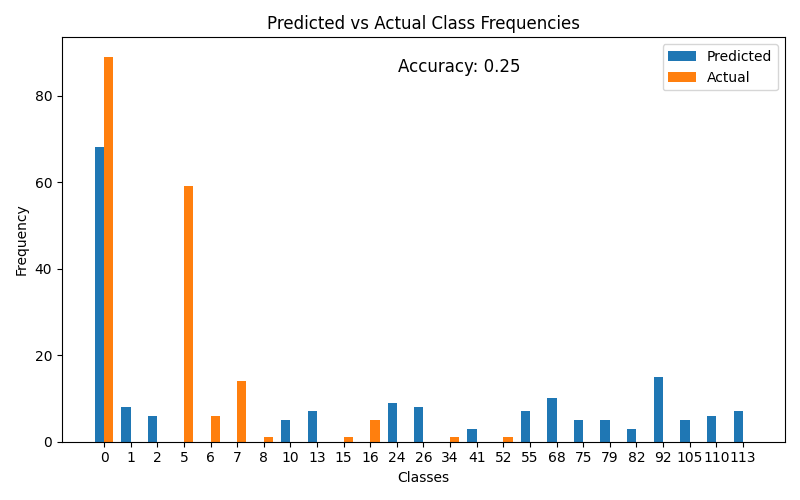 Predicted vs Actual Class Frequencies
Accuracy: 0.25
Predicted
Actual
Frequency
80
60
40
20
0
0 1 2 5 6 7 8 10 13 15 16 24 26 34 41 52 55 68 75 79 82 92 105 110 113
Classes